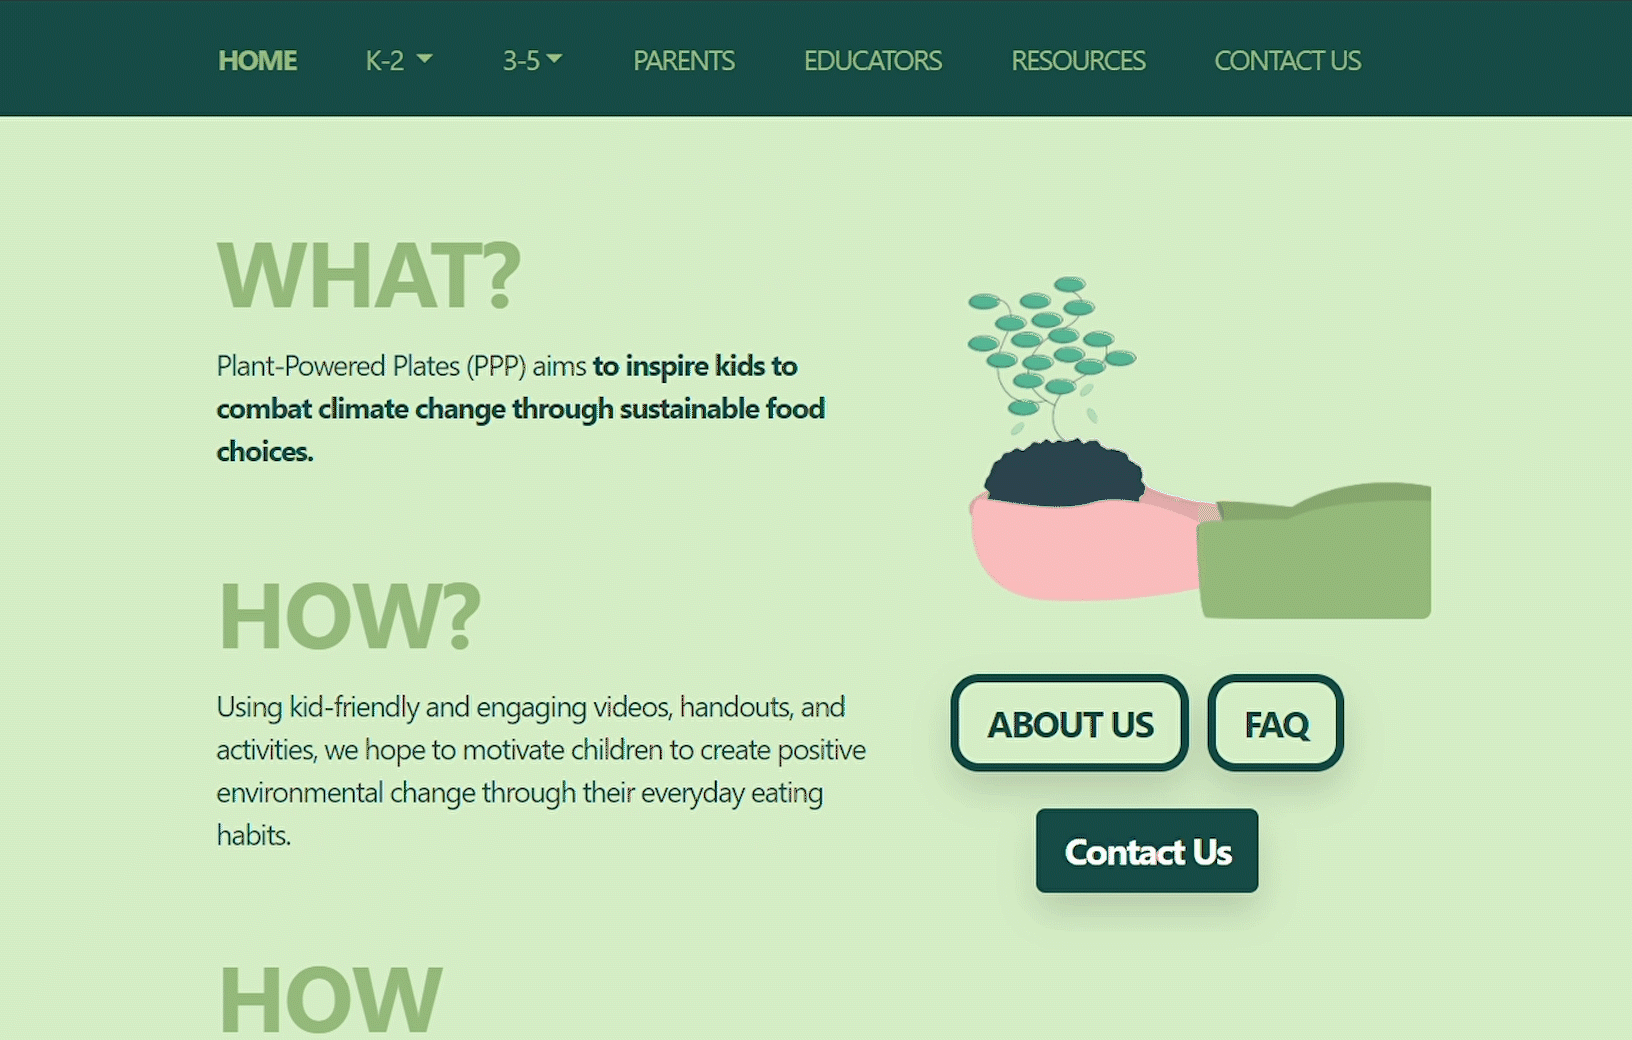 HOME K-2 3-5 PARENTS EDUCATORS RESOURCES CONTACT US
WHAT?
Plant-Powered Plates (PPP) aims to inspire kids to
combat climate change through sustainable food
choices.
HOW?
Using kid-friendly and engaging videos, handouts, and
activities, we hope to motivate children to create positive
environmental change through their everyday eating
habits.
HOW
ABOUT US FAQ
Contact Us